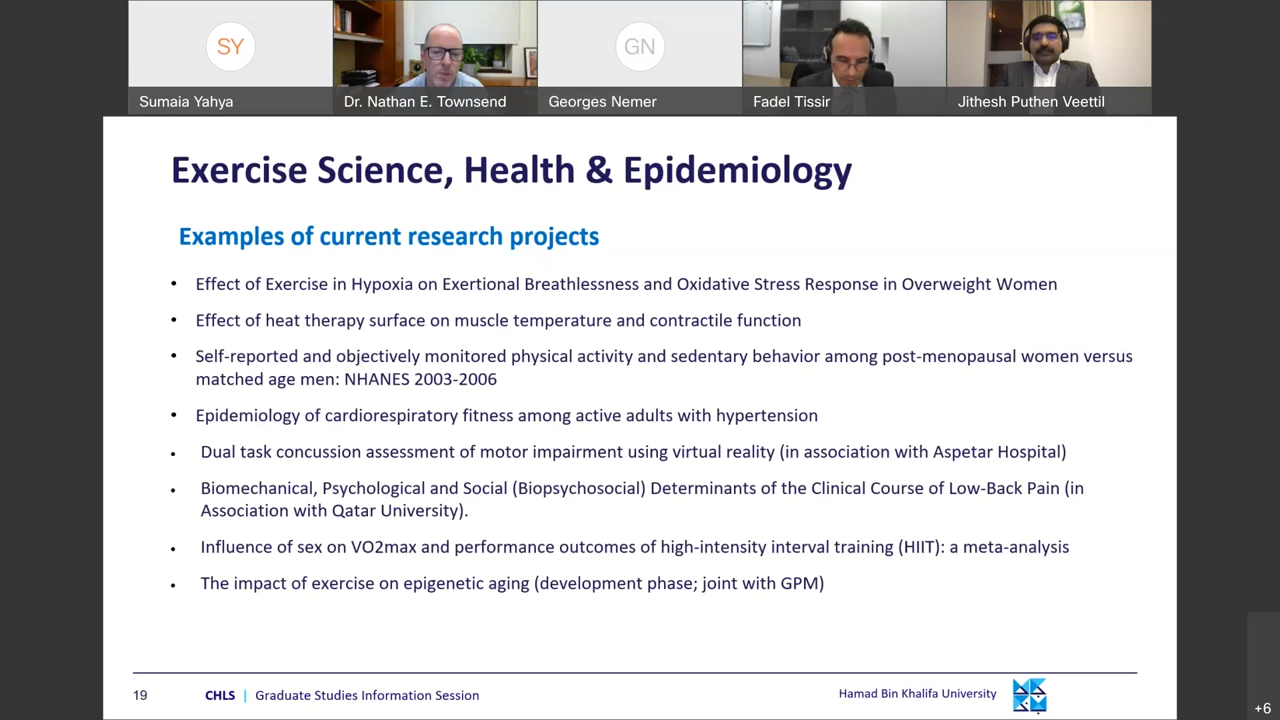 SY
GN
Sumaia Yahya
Dr. Nathan E. Townsend
Georges Nemer
Fadel Tissir
Jithesh Puthen Veettil
Exercise Science, Health & Epidemiology
Examples of current research projects
• Effect of Exercise in Hypoxia on Exertional Breathlessness and Oxidative Stress Response in Overweight Women
• Effect of heat therapy surface on muscle temperature and contractile function
• Self-reported and objectively monitored physical activity and sedentary behavior among post-menopausal women versus
matched age men: NHANES 2003-2006
• Epidemiology of cardiorespiratory fitness among active adults with hypertension
• Dual task concussion assessment of motor impairment using virtual reality (in association with Aspetar Hospital)
• Biomechanical, Psychological and Social (Biopsychosocial) Determinants of the Clinical Course of Low-Back Pain (in
Association with Qatar University).
• Influence of sex on VO2max and performance outcomes of high-intensity interval training (HIIT): a meta-analysis
• The impact of exercise on epigenetic aging (development phase; joint with GPM)
19 CHLS | Graduate Studies Information Session
Hamad Bin Khalifa University
+6